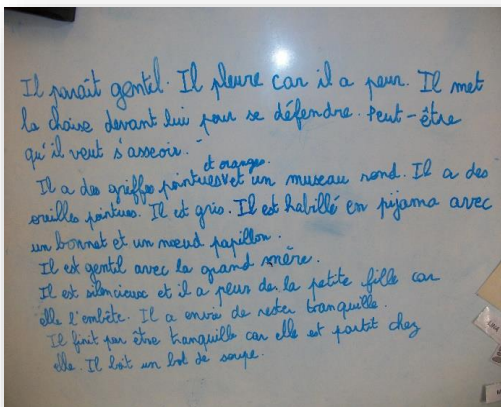 Il paraît gentil. Il pleure car il a peur. Il met
la chaise devant lui pour se défendre. Peut-être
qu'il veut s'asseoir.
et oranges.
Il a des griffes pointues et un museau rond. Il a des
oreilles pointues. Il est gris. Il est habillé en pijama avec
un bonnet et un nœud papillon.
Il est gentil avec la grand mère.
Il est silencieux et il a peur de la petite fille car
elle l'embête. Il a envie de rester tranquille.
Il finit par être tranquille car elle est partit chez
elle. Il boit un bol de soupe.